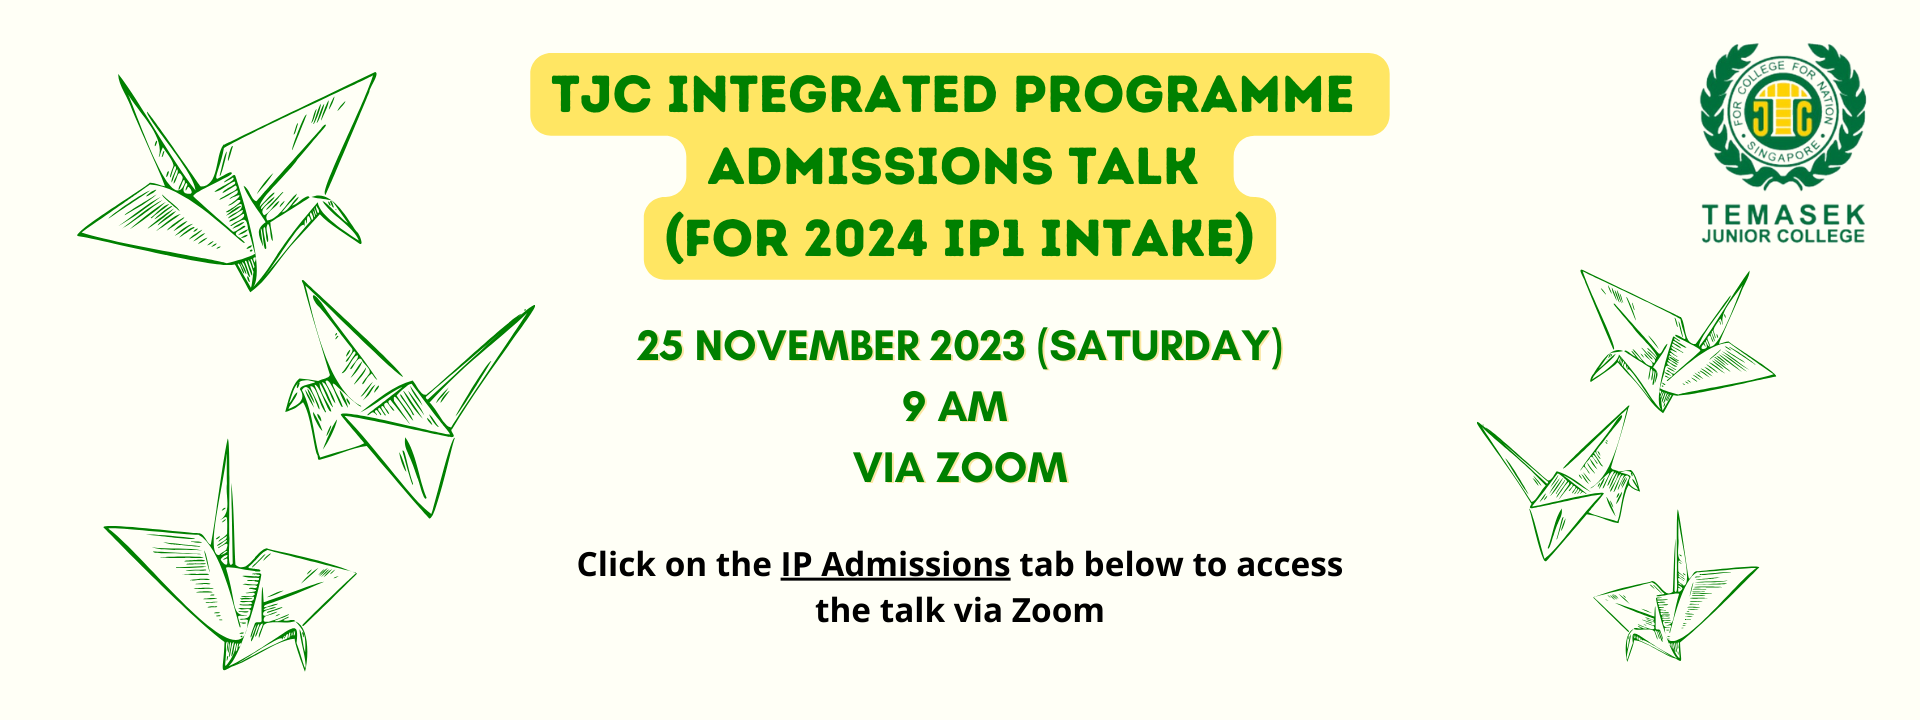 TJC INTEGRATED PROGRAMME
ADMISSIONS TALK
(FOR 2024 IP1 INTAKE)
25 NOVEMBER 2023 (SATURDAY)
9 AM
VIA ZOOM
Click on the IP Admissions tab below to access
the talk via Zoom
FOR COLLEGE FOR NATION
TJC
SINGAPORE
TEMASEK
JUNIOR COLLEGE